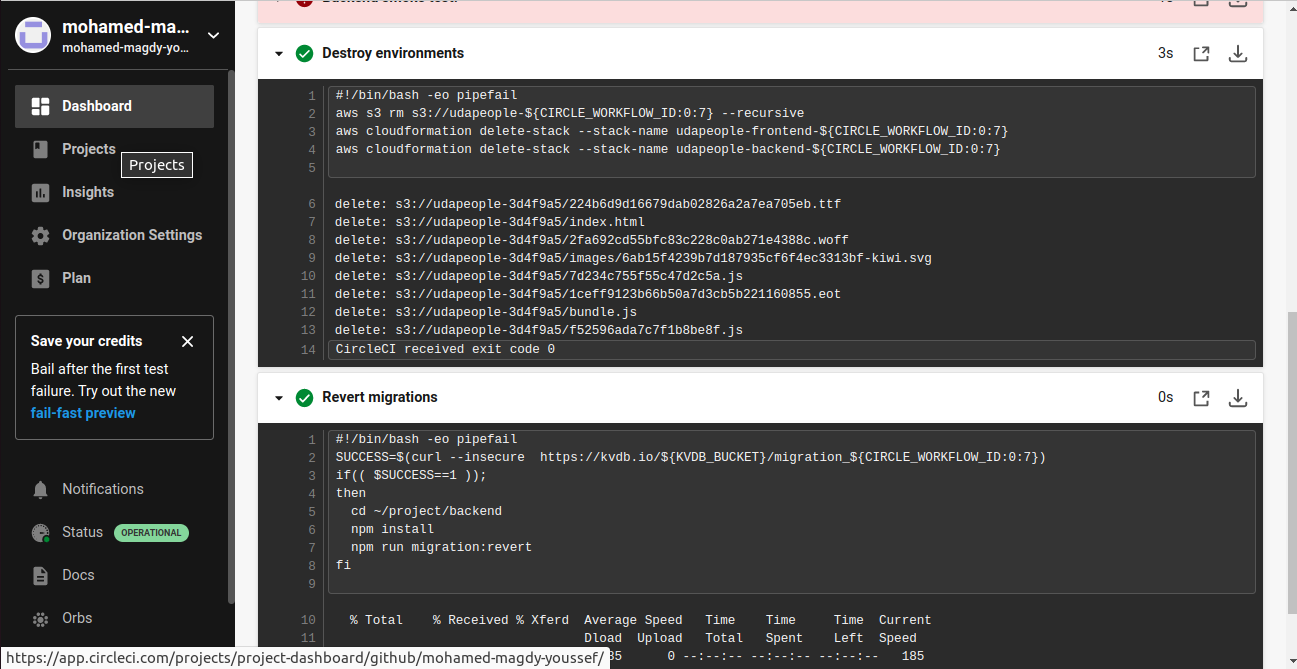 mohamed-ma...
mohamed-magdy-yo...
Dashboard
Projects
Projects
Insights
Organization Settings
Plan
Save your credits
Bail after the first test
failure. Try out the new
fail-fast preview
Notifications
Status OPERATIONAL
Docs
Orbs
https://app.circleci.com/projects/project-dashboard/github/mohamed-magdy-youssef/
Destroy environments 3s
1 #!/bin/bash -eo pipefail
2 aws s3 rm s3://udapeople-${CIRCLE_WORKFLOW_ID:0:7} --recursive
3 aws cloudformation delete-stack --stack-name udapeople-frontend-${CIRCLE_WORKFLOW_ID:0:7}
4 aws cloudformation delete-stack --stack-name udapeople-backend-${CIRCLE_WORKFLOW_ID:0:7}
5
6 delete: s3://udapeople-3d4f9a5/224b6d9d16679dab02826a2a7ea705eb.ttf
7 delete: s3://udapeople-3d4f9a5/index.html
8 delete: s3://udapeople-3d4f9a5/2fa692cd55bfc83c228c0ab271e4388c.woff
9 delete: s3://udapeople-3d4f9a5/images/6ab15f4239b7d187935cf6f4ec3313bf-kiwi.svg
10 delete: s3://udapeople-3d4f9a5/7d234c755f55c47d2c5a.js
11 delete: s3://udapeople-3d4f9a5/1ceff9123b66b50a7d3cb5b221160855.eot
12 delete: s3://udapeople-3d4f9a5/bundle.js
13 delete: s3://udapeople-3d4f9a5/f52596ada7c7f1b8be8f.js
14 CircleCI received exit code 0
Revert migrations 0s
1 #!/bin/bash -eo pipefail
2 SUCCESS=$(curl --insecure  https://kvdb.io/${KVDB_BUCKET}/migration_${CIRCLE_WORKFLOW_ID:0:7})
3 if(( $SUCCESS==1 ));
4 then
5   cd ~/project/backend
6   npm install
7   npm run migration:revert
8 fi
9
10   % Total    % Received % Xferd  Average Speed   Time    Time     Time  Current
11                                  Dload  Upload   Total   Spent    Left  Speed
0 --:--:-- --:--:-- --:--:--   185